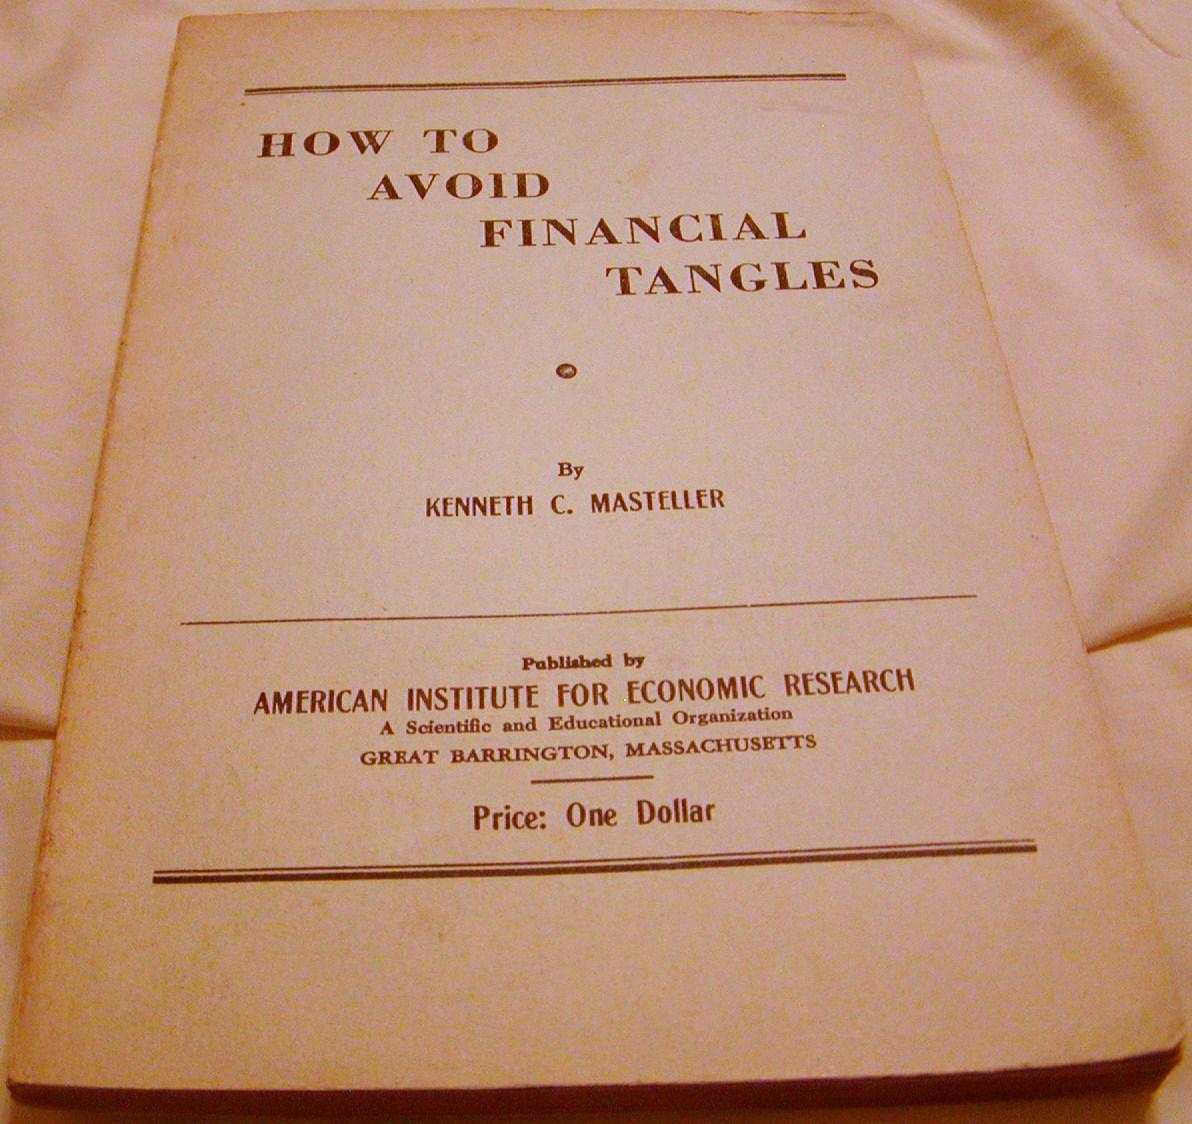 HOW TO
AVOID
FINANCIAL
TANGLES
By
KENNETH C. MASTELLER
Published by
AMERICAN INSTITUTE FOR ECONOMIC RESEARCH
A Scientific and Educational Organization
GREAT BARRINGTON, MASSACHUSETTS
Price: One Dollar